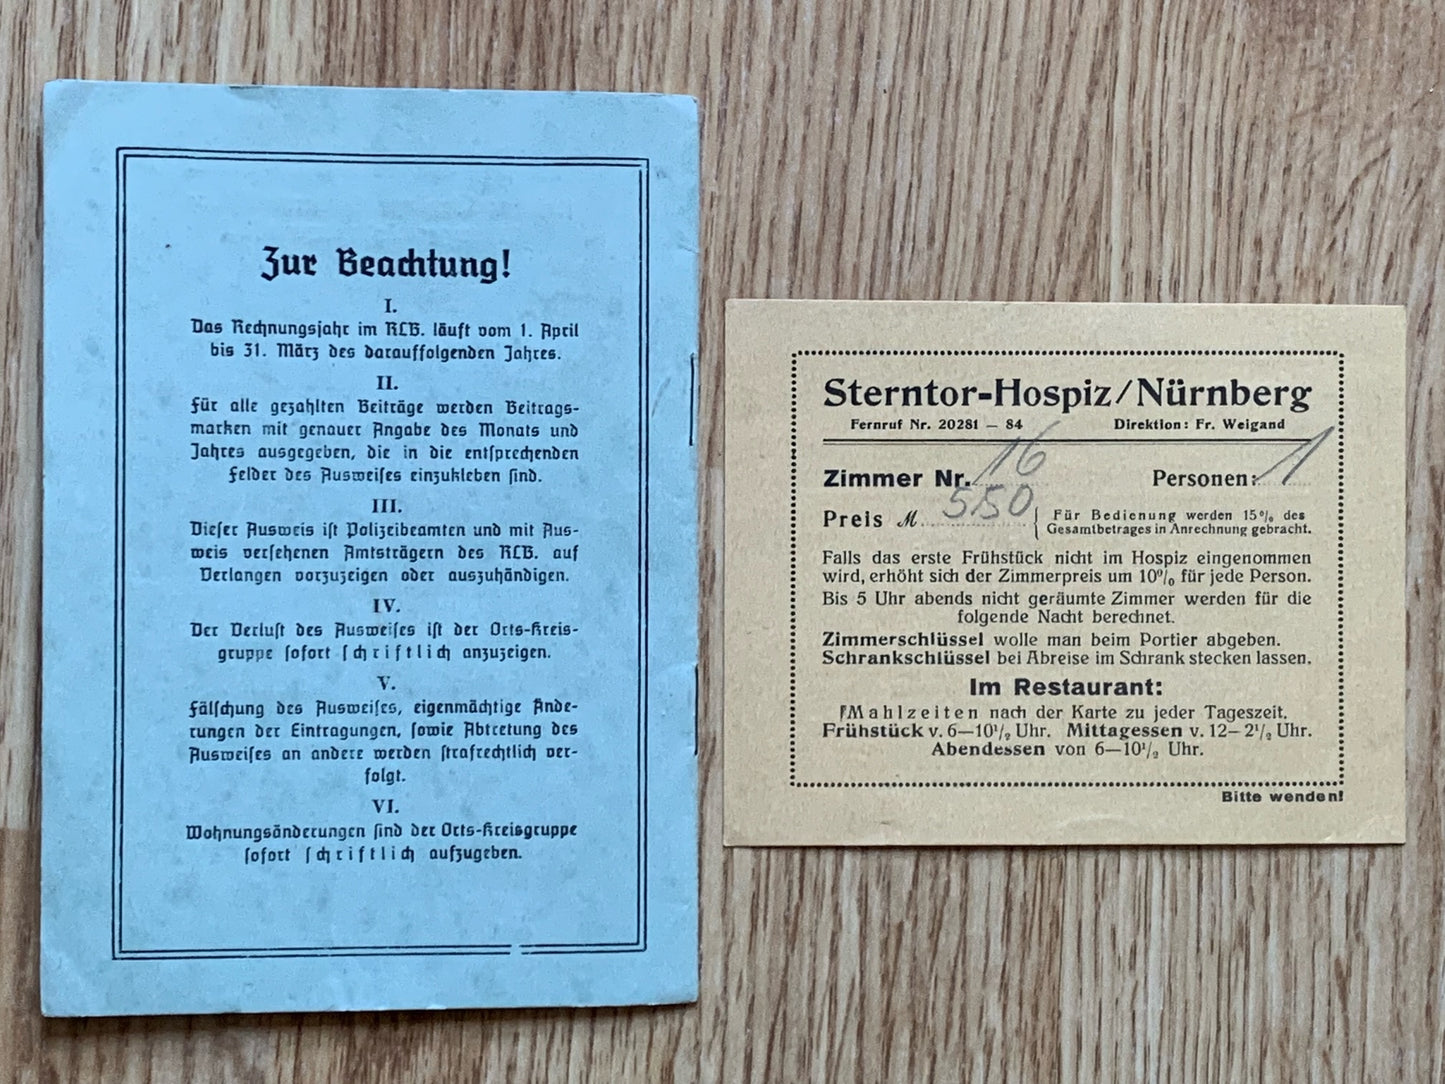 Zur Beachtung!
I.
Das Rechnungsjahr im RLB. läuft vom 1. April
bis 31. März des darauffolgenden Jahres.
II.
Für alle gezahlten Beiträge werden Beitrags-
marken mit genauer Angabe des Monats und
Jahres ausgegeben, die in die entsprechenden
Felder des Ausweises einzukleben sind.
III.
Dieser Ausweis ist Polizeibeamten und mit Aus-
weis versehenen Amtsträgern des RLB. auf
Verlangen vorzuzeigen oder auszuhändigen.
IV.
Der Verlust des Ausweises ist der Orts-Kreis-
gruppe sofort schriftlich anzuzeigen.
V.
Fälschung des Ausweises, eigenmächtige Ände-
rungen der Eintragungen, sowie Abtretung des
Ausweises an andere werden strafrechtlich ver-
folgt.
VI.
Wohnungsänderungen sind der Orts-Kreisgruppe
sofort schriftlich aufzugeben.
Sterntor-Hospiz/Nürnberg
Fernruf Nr. 20281 — 84 Direktion: Fr. Weigand
Zimmer Nr. 16 Personen: 1
Preis M 5.50 { Für Bedienung werden 15% des
Gesamtbetrages in Anrechnung gebracht.
Falls das erste Frühstück nicht im Hospiz eingenommen
wird, erhöht sich der Zimmerpreis um 10% für jede Person.
Bis 5 Uhr abends nicht geräumte Zimmer werden für die
folgende Nacht berechnet.
Zimmerschlüssel wolle man beim Portier abgeben.
Schrankschlüssel bei Abreise im Schrank stecken lassen.
Im Restaurant:
Mahlzeiten nach der Karte zu jeder Tageszeit.
Frühstück v. 6—10½ Uhr. Mittagessen v. 12—2½ Uhr.
Abendessen von 6—10½ Uhr.
Bitte wenden!